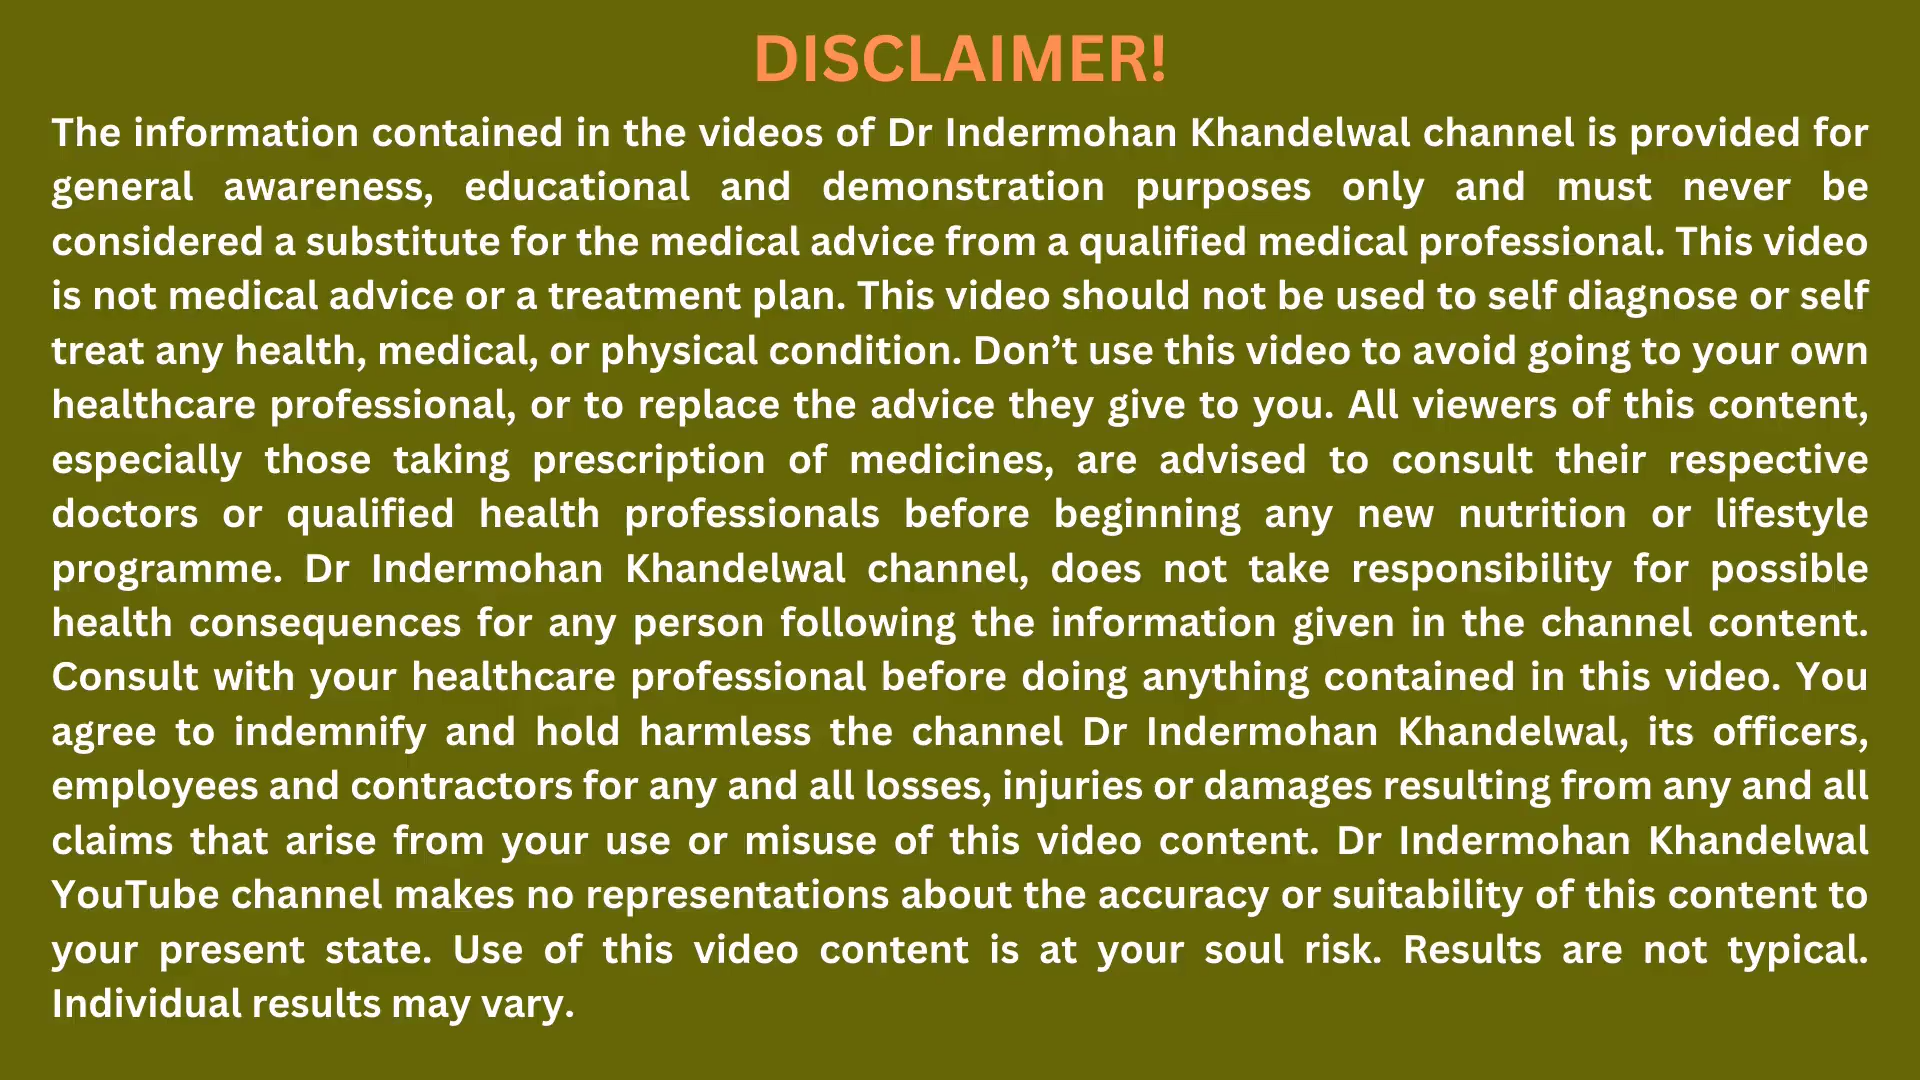 DISCLAIMER!
The information contained in the videos of Dr Indermohan Khandelwal channel is provided for
general awareness, educational and demonstration purposes only and must never be
considered a substitute for the medical advice from a qualified medical professional. This video
is not medical advice or a treatment plan. This video should not be used to self diagnose or self
treat any health, medical, or physical condition. Don’t use this video to avoid going to your own
healthcare professional, or to replace the advice they give to you. All viewers of this content,
especially those taking prescription of medicines, are advised to consult their respective
doctors or qualified health professionals before beginning any new nutrition or lifestyle
programme. Dr Indermohan Khandelwal channel, does not take responsibility for possible
health consequences for any person following the information given in the channel content.
Consult with your healthcare professional before doing anything contained in this video. You
agree to indemnify and hold harmless the channel Dr Indermohan Khandelwal, its officers,
employees and contractors for any and all losses, injuries or damages resulting from any and all
claims that arise from your use or misuse of this video content. Dr Indermohan Khandelwal
YouTube channel makes no representations about the accuracy or suitability of this content to
your present state. Use of this video content is at your soul risk. Results are not typical.
Individual results may vary.